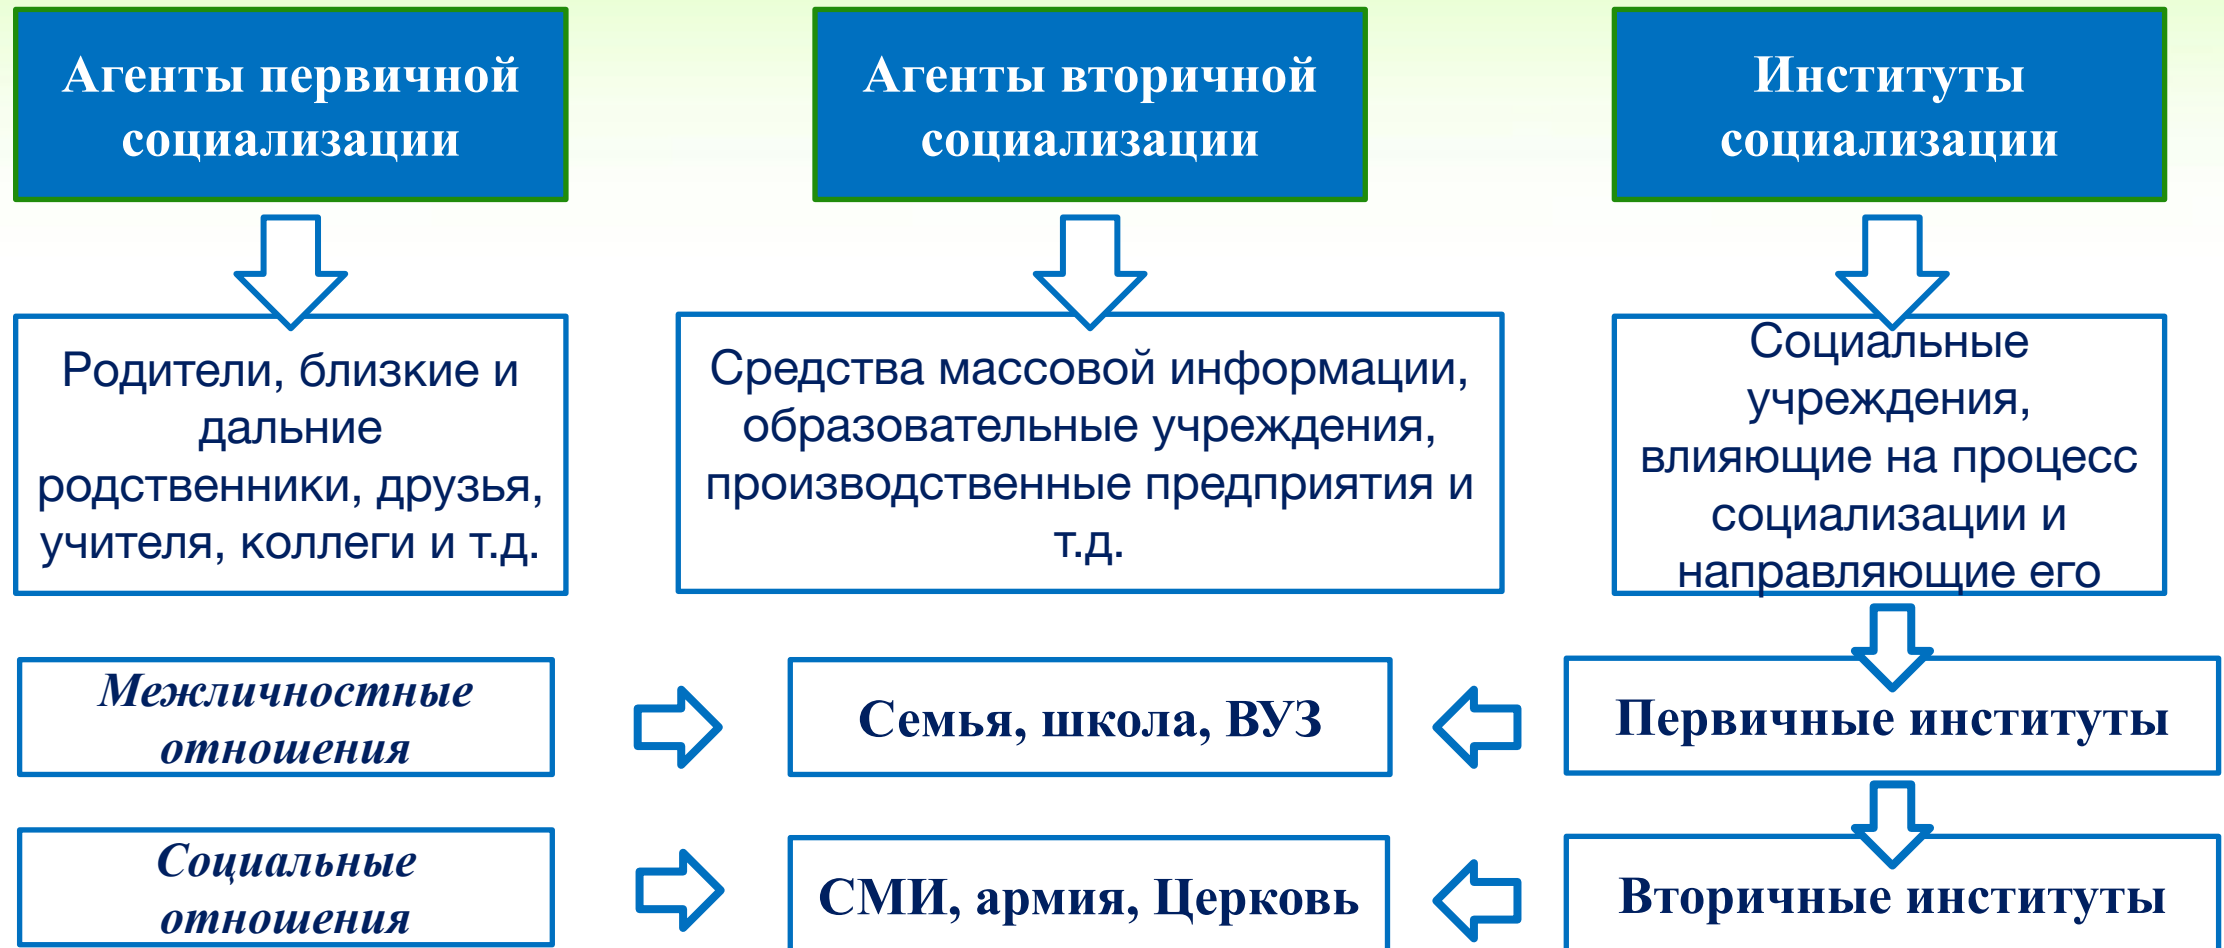 Агенты первичной
социализации
Агенты вторичной
социализации
Институты
социализации
Родители, близкие и
дальние
родственники, друзья,
учителя, коллеги и т.д.
Средства массовой информации,
образовательные учреждения,
производственные предприятия и
т.д.
Социальные
учреждения,
влияющие на процесс
социализации и
направляющие его
Межличностные
отношения
Семья, школа, ВУЗ
Первичные институты
Социальные
отношения
СМИ, армия, Церковь
Вторичные институты